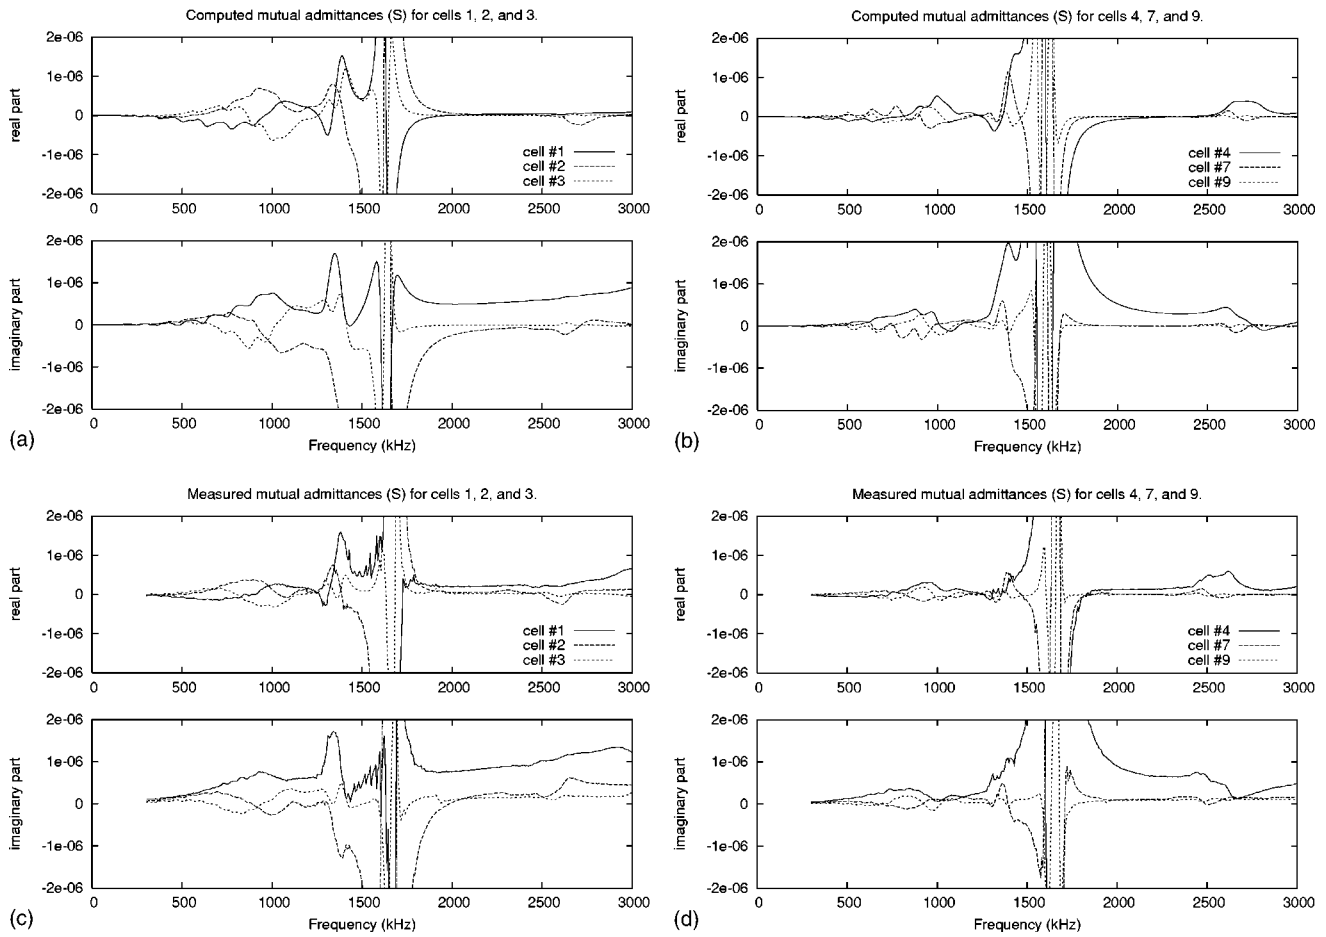 Computed mutual admittances (S) for cells 1, 2, and 3.
2e-06
1e-06
0
-1e-06
-2e-06
real part
cell #1
cell #2
cell #3
0 500 1000 1500 2000 2500 3000
2e-06
1e-06
0
-1e-06
-2e-06
imaginary part
0 500 1000 1500 2000 2500 3000
Frequency (kHz)
(a)
Computed mutual admittances (S) for cells 4, 7, and 9.
2e-06
1e-06
0
-1e-06
-2e-06
real part
cell #4
cell #7
cell #9
0 500 1000 1500 2000 2500 3000
2e-06
1e-06
0
-1e-06
-2e-06
imaginary part
0 500 1000 1500 2000 2500 3000
Frequency (kHz)
(b)
Measured mutual admittances (S) for cells 1, 2, and 3.
2e-06
1e-06
0
-1e-06
-2e-06
real part
cell #1
cell #2
cell #3
0 500 1000 1500 2000 2500 3000
2e-06
1e-06
0
-1e-06
-2e-06
imaginary part
0 500 1000 1500 2000 2500 3000
Frequency (kHz)
(c)
Measured mutual admittances (S) for cells 4, 7, and 9.
2e-06
1e-06
0
-1e-06
-2e-06
real part
cell #4
cell #7
cell #9
0 500 1000 1500 2000 2500 3000
2e-06
1e-06
0
-1e-06
-2e-06
imaginary part
0 500 1000 1500 2000 2500 3000
Frequency (kHz)
(d)